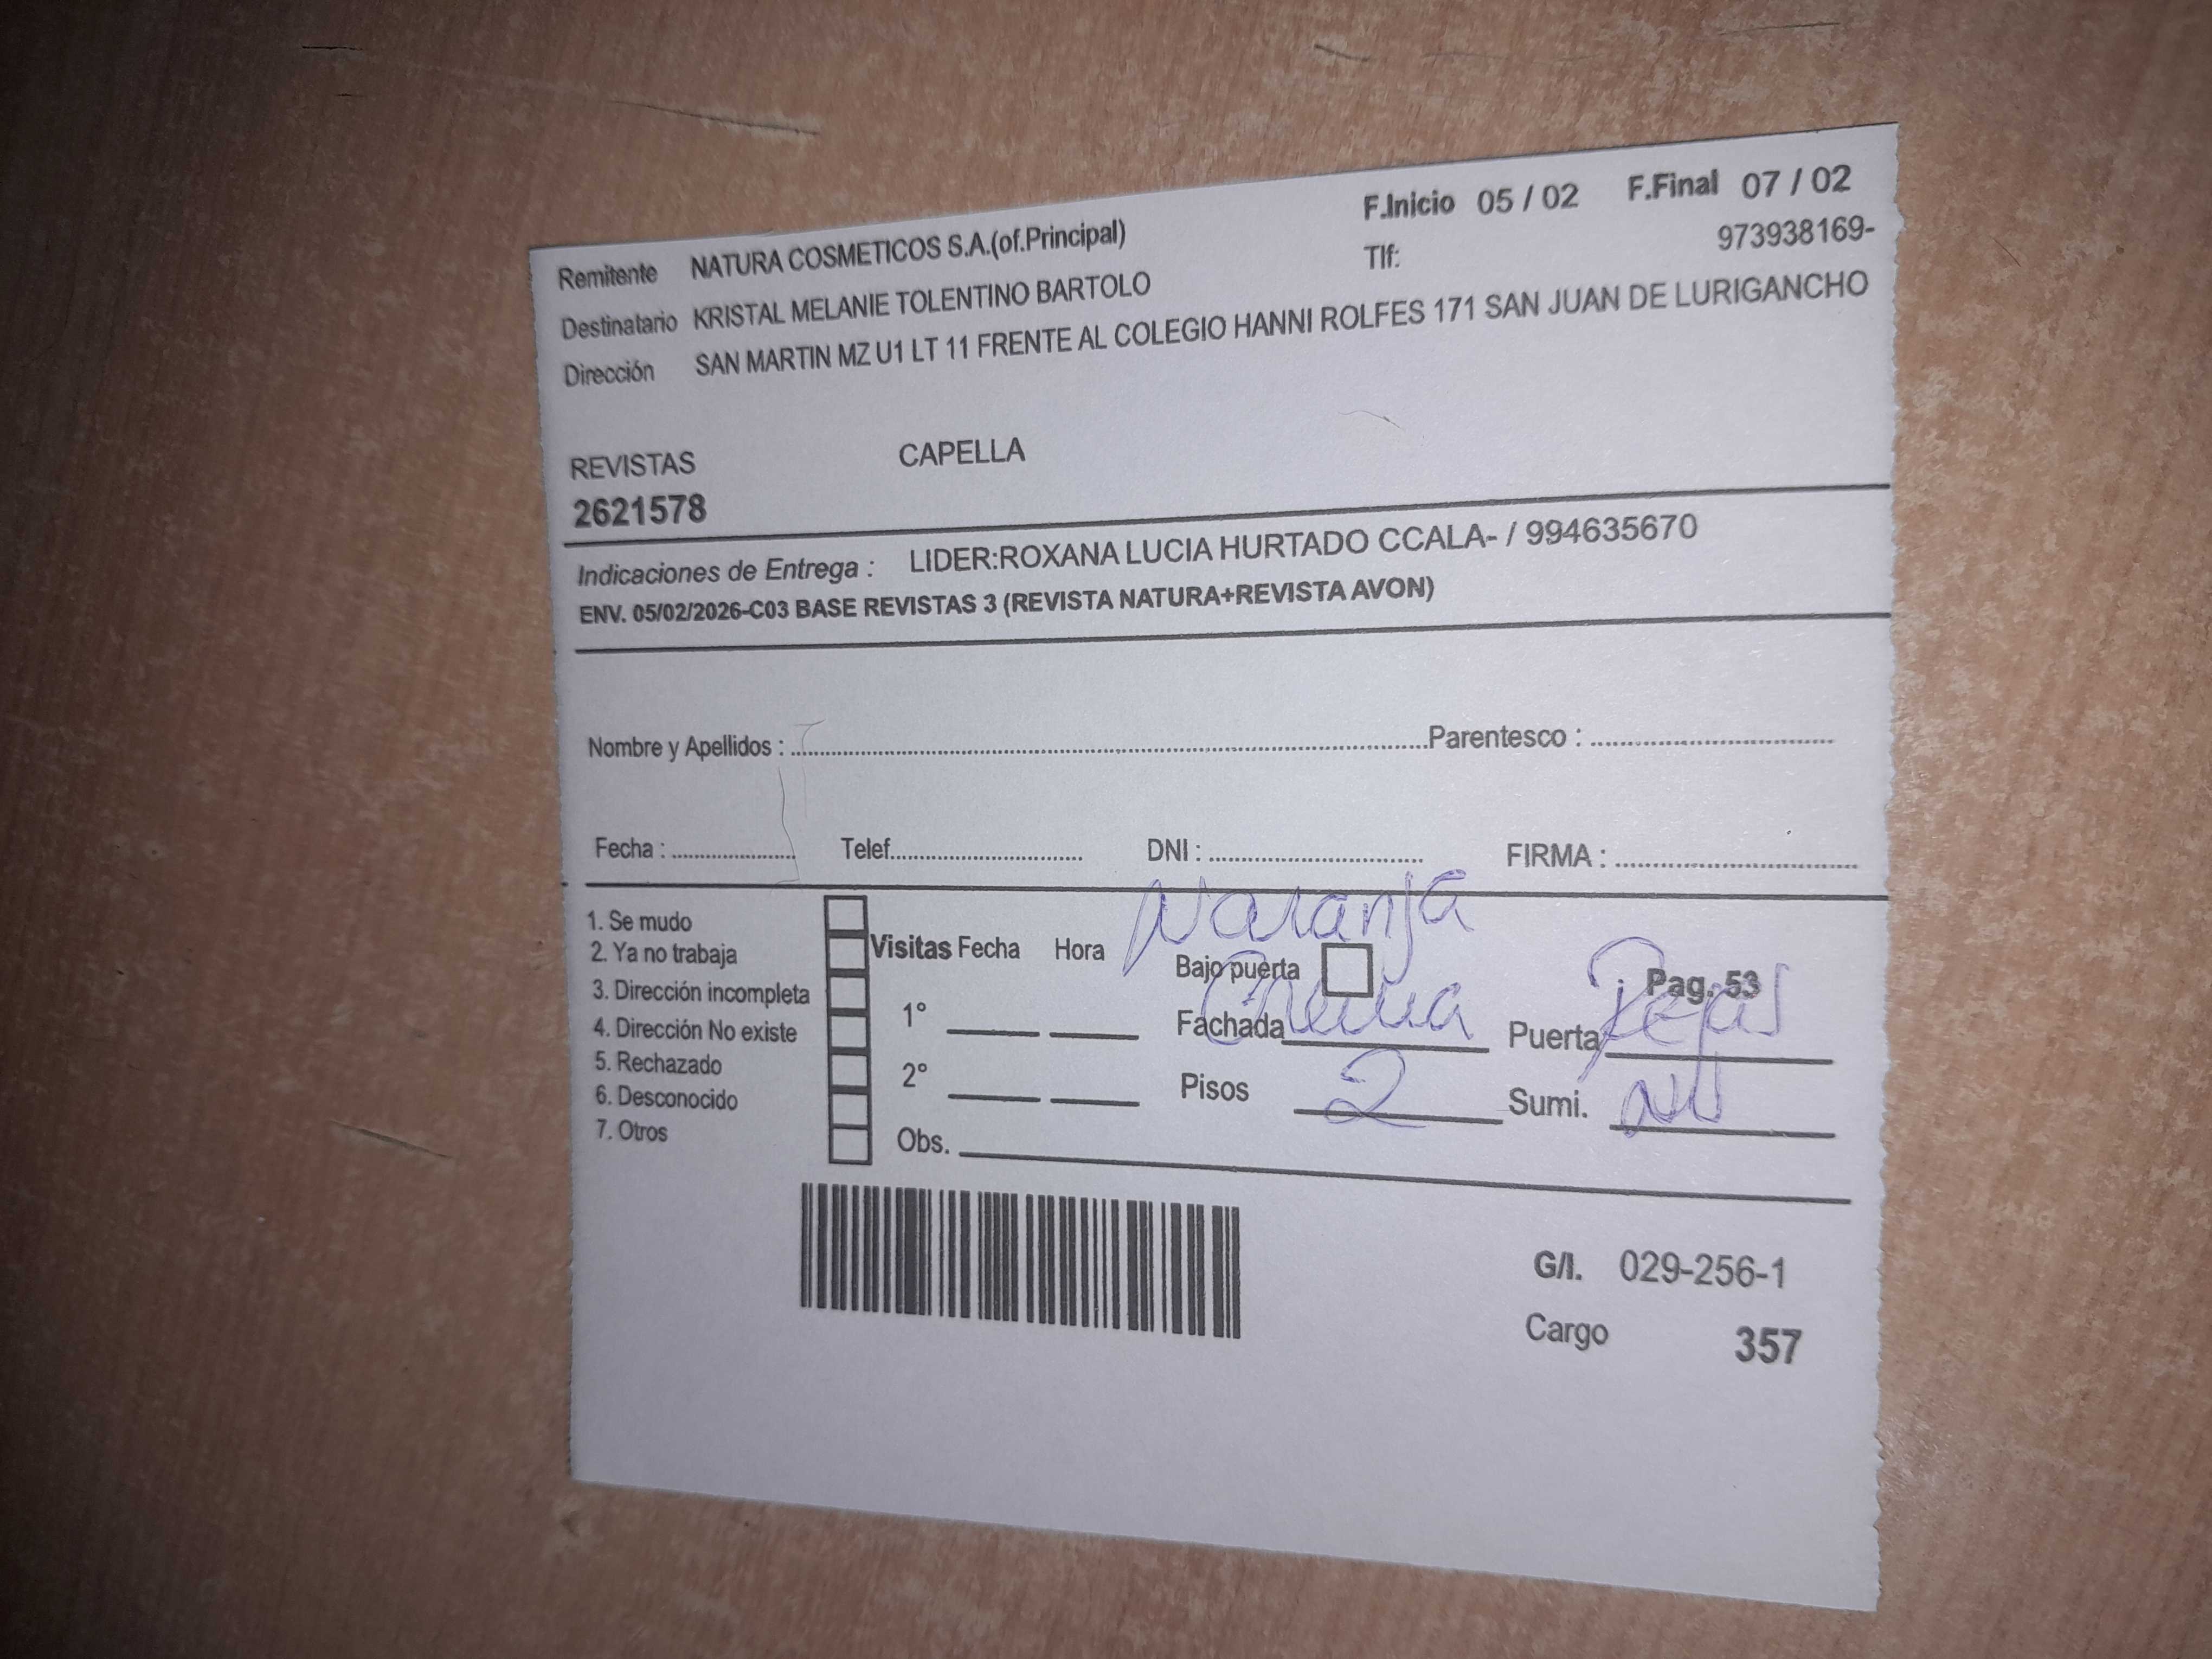 F.Inicio 05 / 02 F.Final 07 / 02
Remitente NATURA COSMETICOS S.A.(of.Principal) Tlf: 973938169-
Destinatario KRISTAL MELANIE TOLENTINO BARTOLO
Dirección SAN MARTIN MZ U1 LT 11 FRENTE AL COLEGIO HANNI ROLFES 171 SAN JUAN DE LURIGANCHO
REVISTAS CAPELLA
2621578
Indicaciones de Entrega : LIDER:ROXANA LUCIA HURTADO CCALA- / 994635670
ENV. 05/02/2026-C03 BASE REVISTAS 3 (REVISTA NATURA+REVISTA AVON)
Nombre y Apellidos : Parentesco :
Fecha : Telef. DNI : FIRMA :
Naranja
1. Se mudo
2. Ya no trabaja
3. Dirección incompleta
4. Dirección No existe
5. Rechazado
6. Desconocido
7. Otros
Visitas Fecha Hora
1°
2°
Obs.
Bajo puerta Pag. 53
Fachada Crema Puerta Rejas
Pisos 2 Sumi.
G/I. 029-256-1
Cargo 357